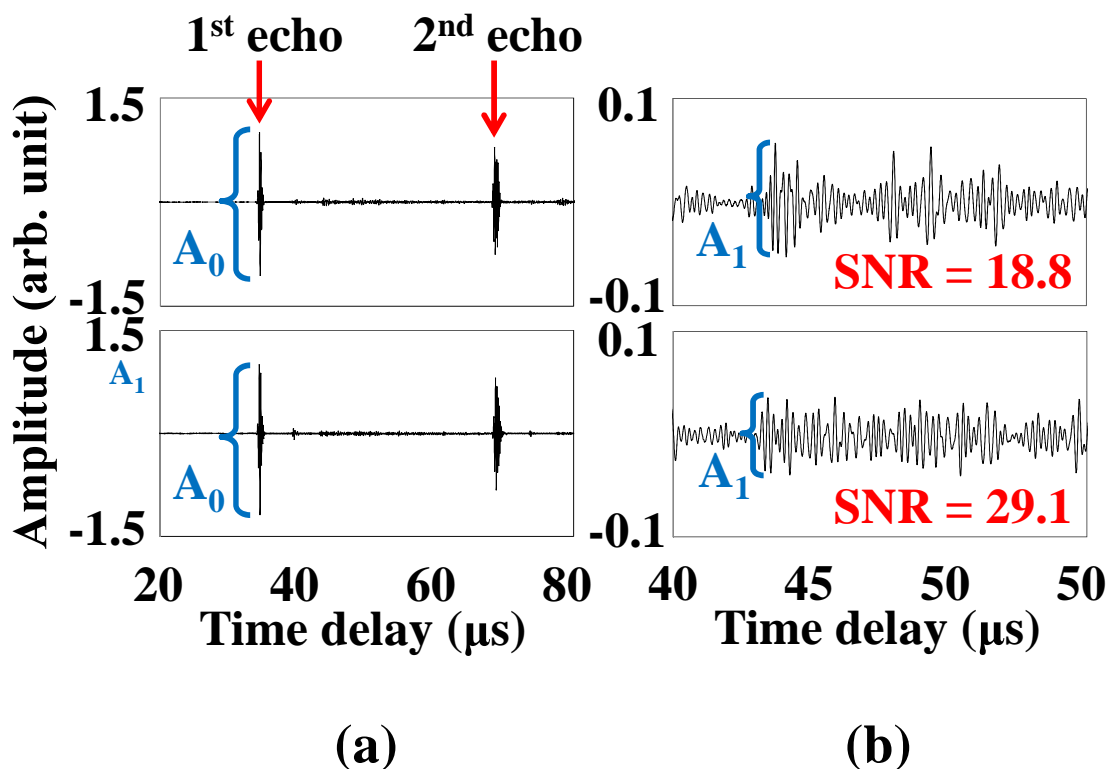 1st echo
2nd echo
Amplitude (arb. unit)
1.5
A0
-1.5
0.1
A1
SNR = 18.8
-0.1
1.5
A1
A0
-1.5
0.1
A1
SNR = 29.1
-0.1
20 40 60 80
Time delay (μs)
40 45 50 50
Time delay (μs)
(a)
(b)